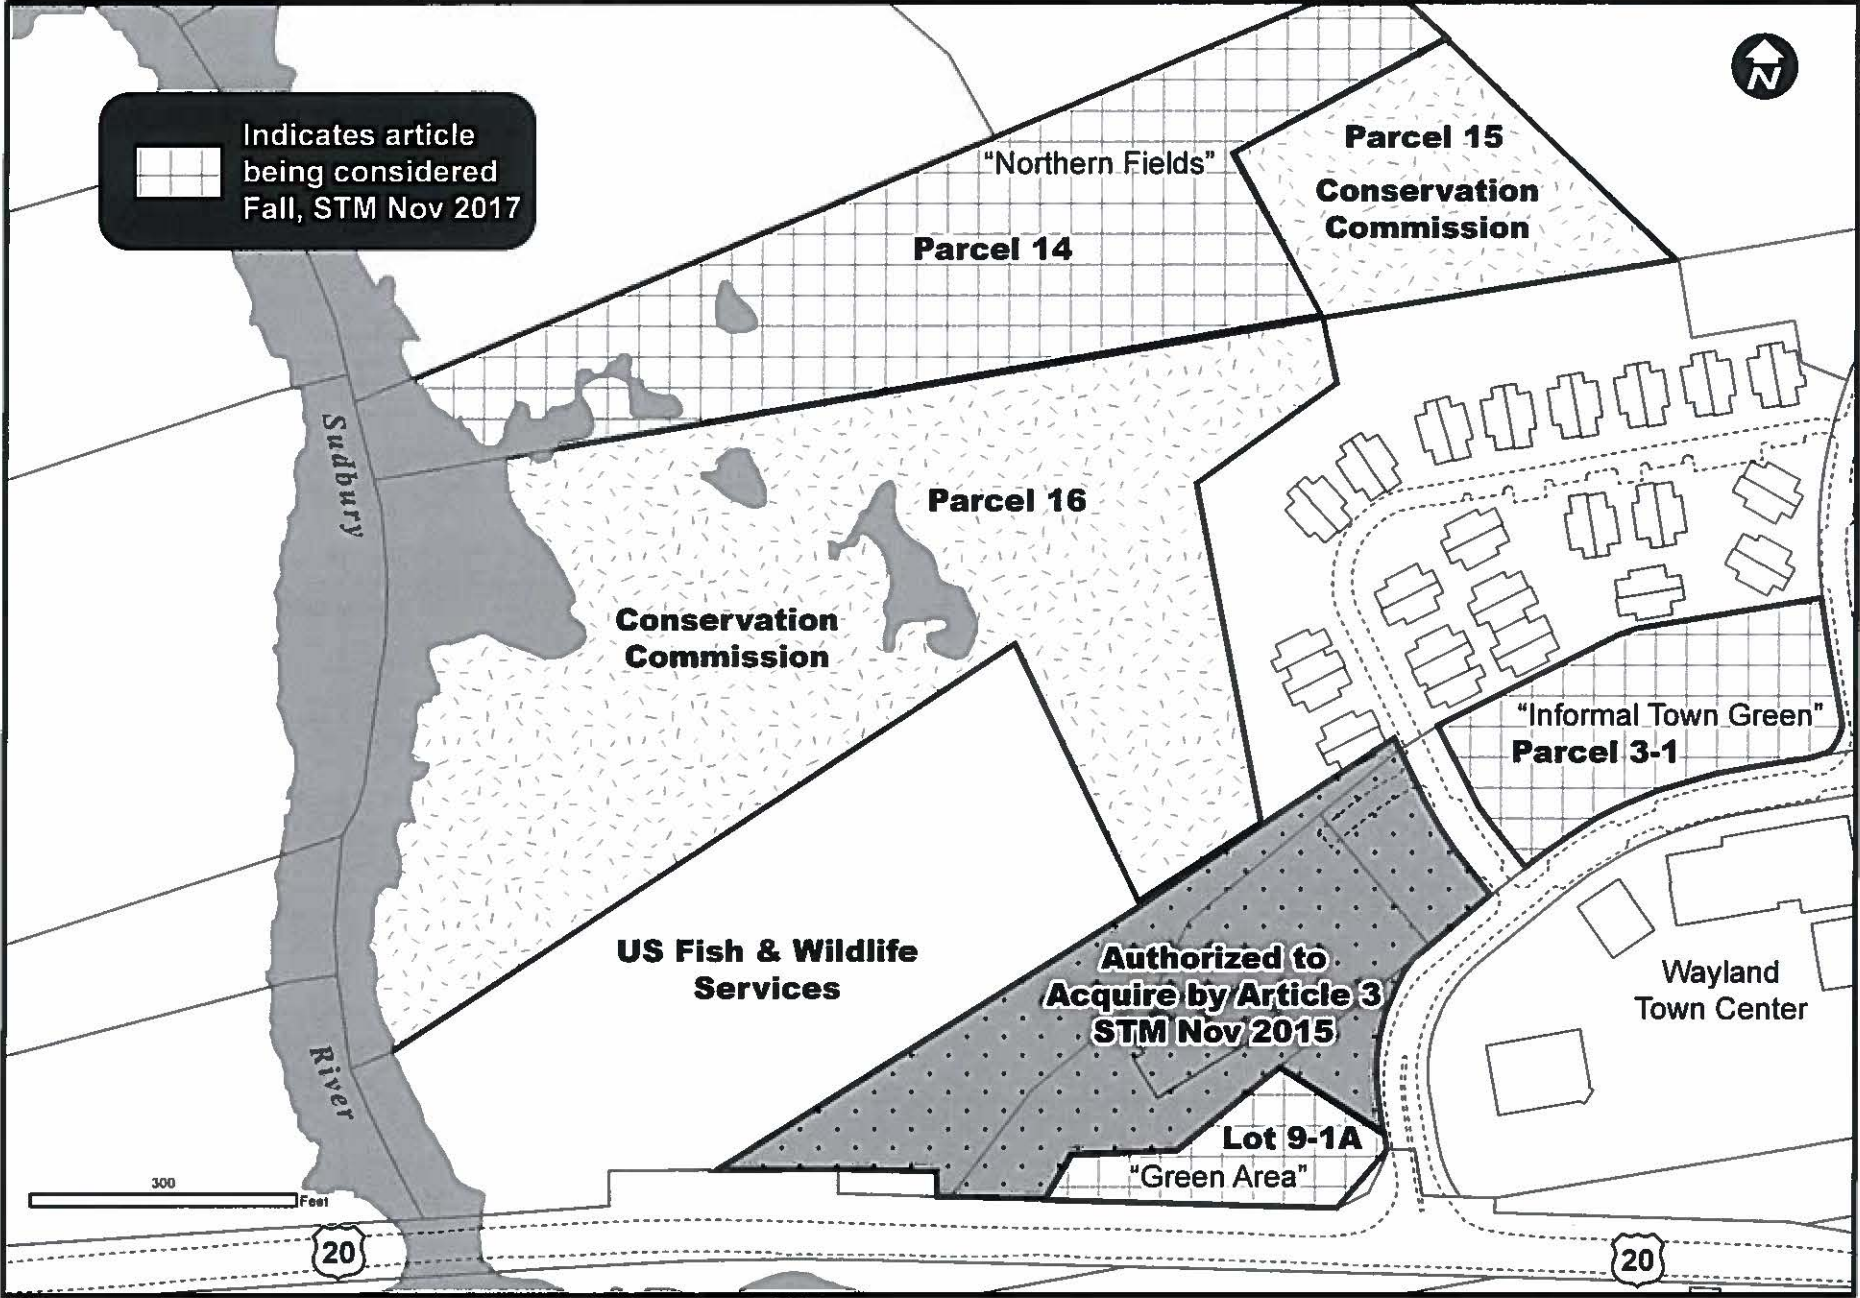 N
Indicates article
being considered
Fall, STM Nov 2017
"Northern Fields"
Parcel 14
Parcel 15
Conservation
Commission
Sudbury
Parcel 16
Conservation
Commission
"Informal Town Green"
Parcel 3-1
US Fish & Wildlife
Services
Authorized to
Acquire by Article 3
STM Nov 2015
Wayland
Town Center
River
Lot 9-1A
"Green Area"
300
Feet
20
20